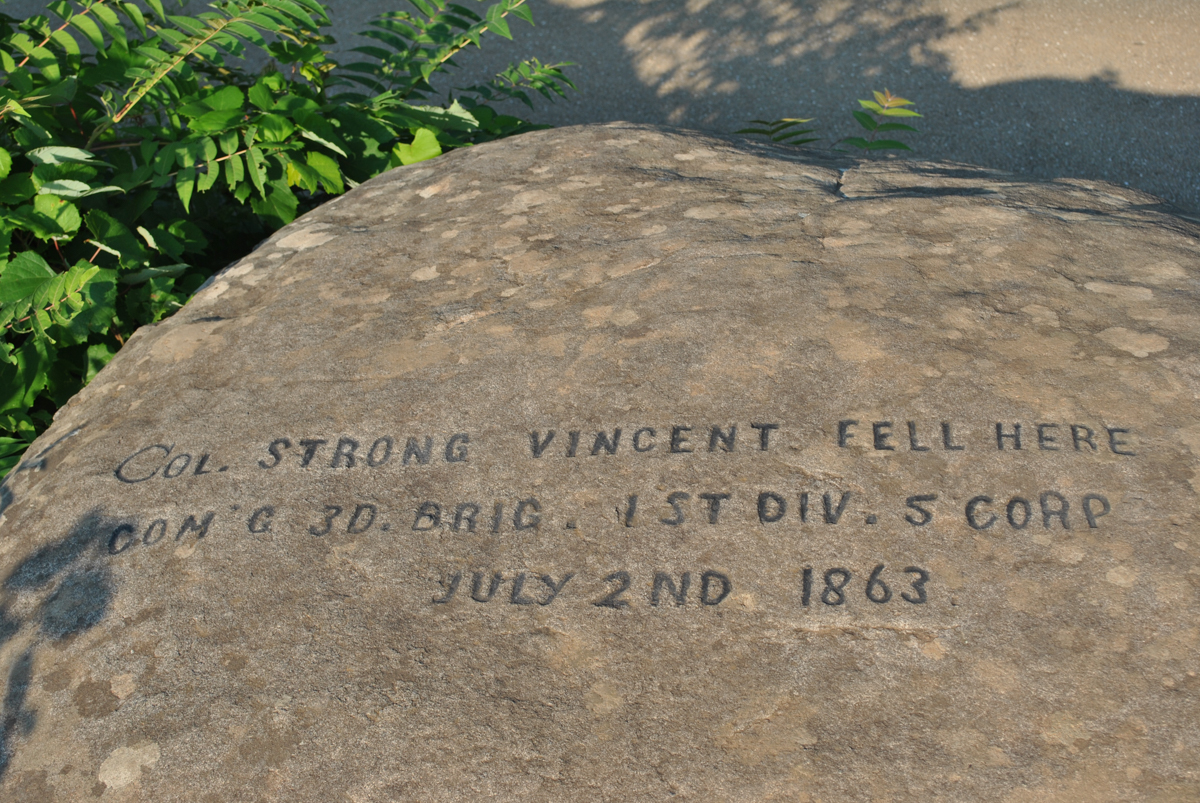 COL. STRONG VINCENT FELL HERE
COM'G 3D. BRIG. 1ST DIV. 5 CORP
JULY 2ND 1863.